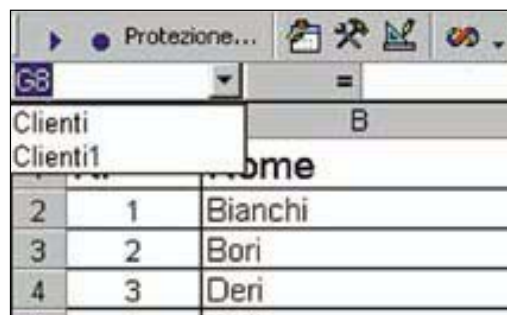 Protezione...
G8 =
Clienti
Clienti1
B
Nome
2 1 Bianchi
3 2 Bori
4 3 Deri